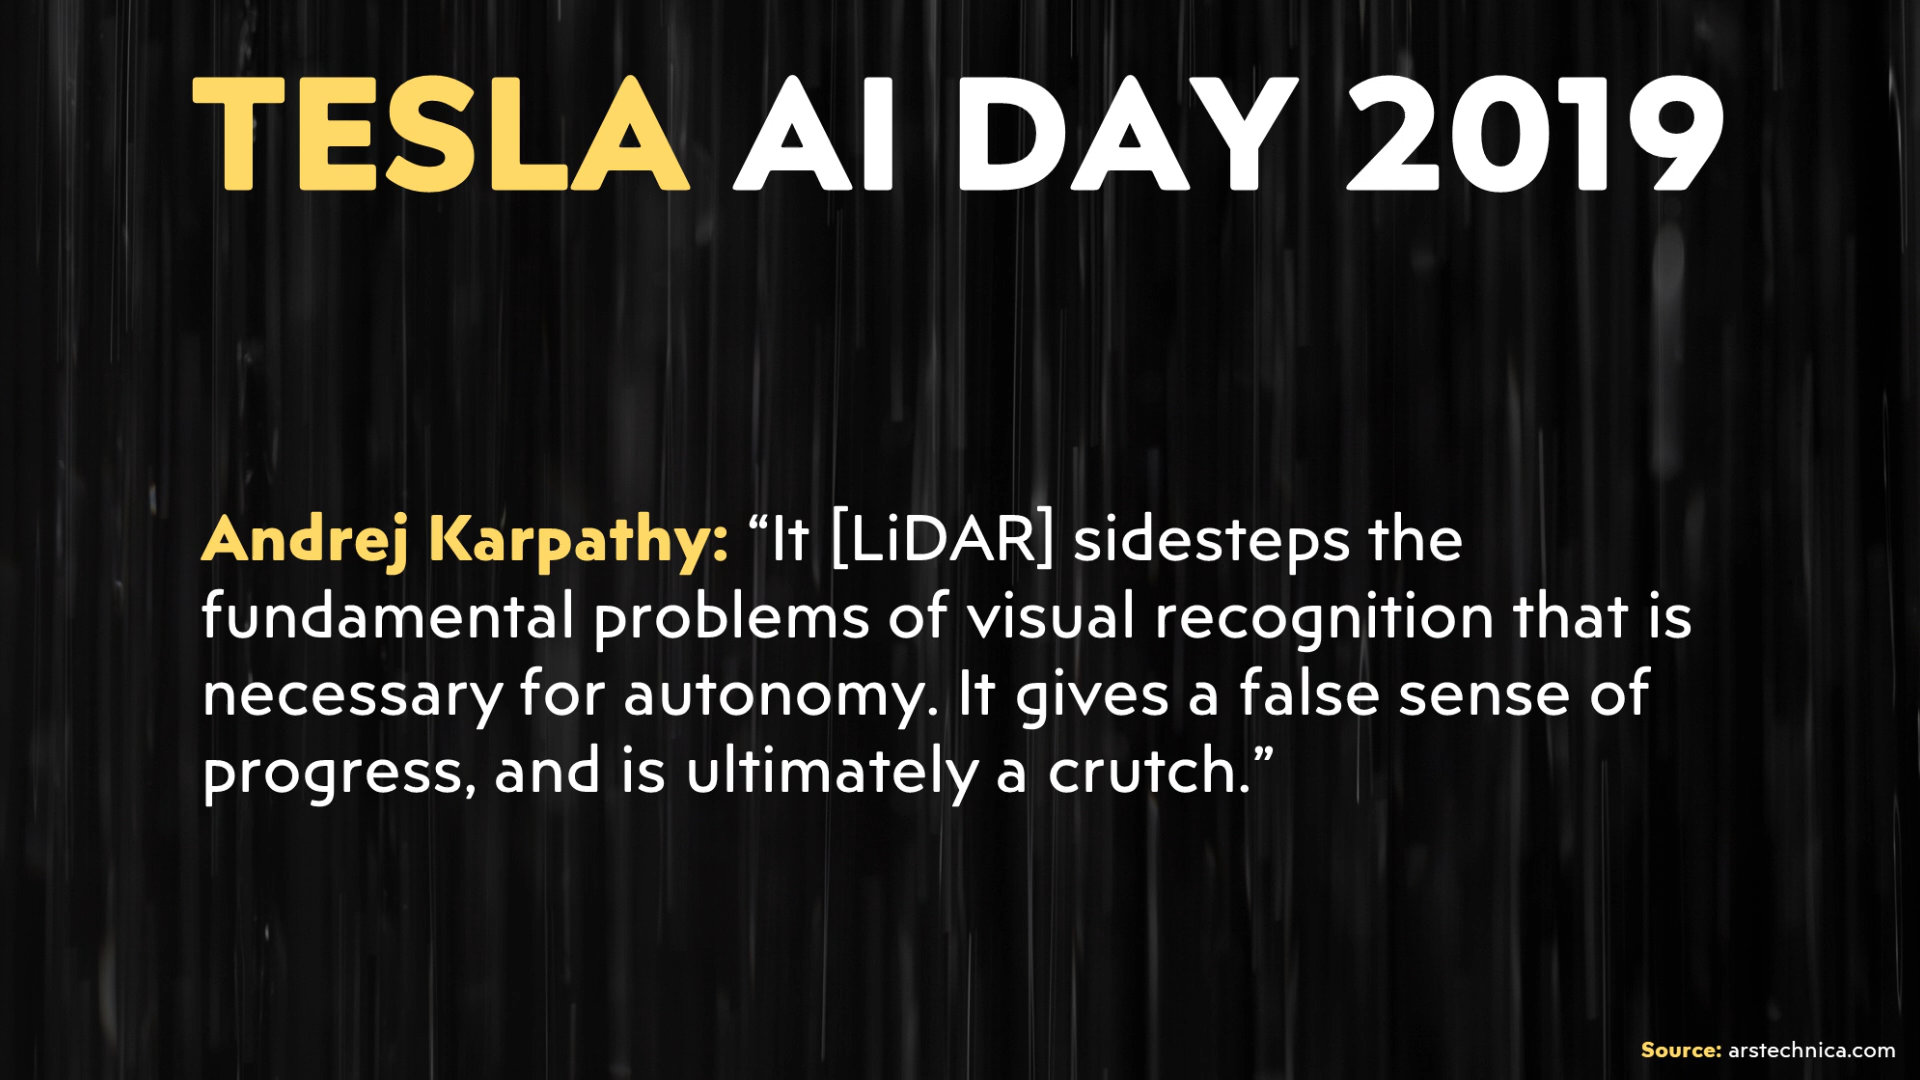 TESLA AI DAY 2019
Andrej Karpathy: “It [LiDAR] sidesteps the
fundamental problems of visual recognition that is
necessary for autonomy. It gives a false sense of
progress, and is ultimately a crutch.”
Source: arstechnica.com